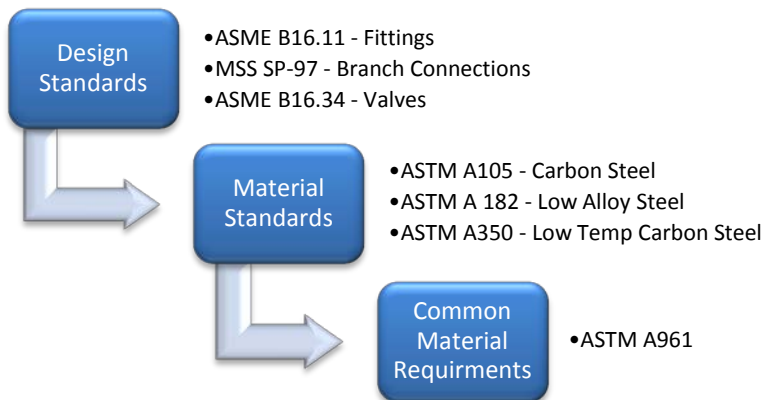 Design
Standards
•ASME B16.11 - Fittings
•MSS SP-97 - Branch Connections
•ASME B16.34 - Valves
Material
Standards
•ASTM A105 - Carbon Steel
•ASTM A 182 - Low Alloy Steel
•ASTM A350 - Low Temp Carbon Steel
Common
Material
Requirments
•ASTM A961